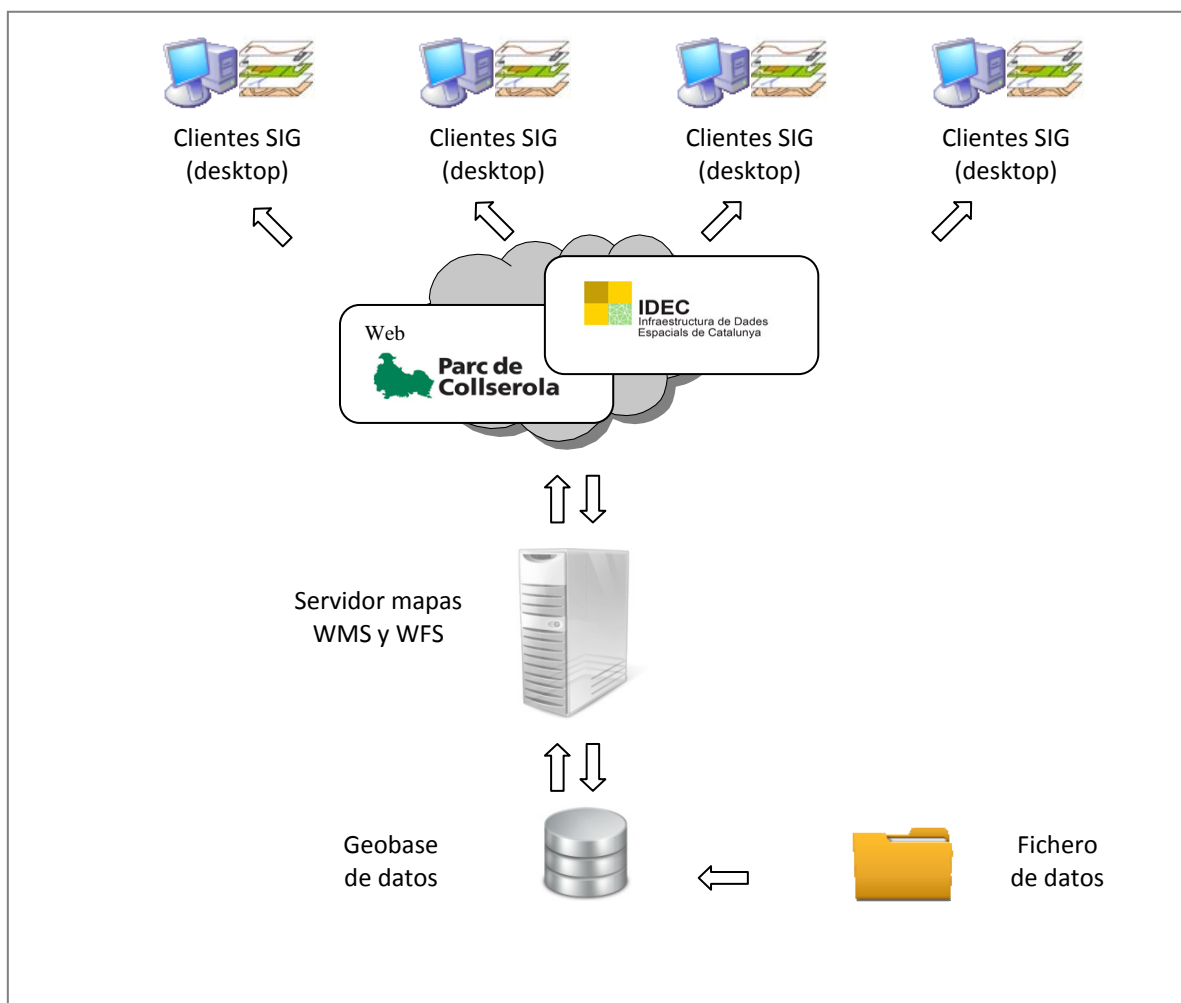 Clientes SIG
(desktop)
Clientes SIG
(desktop)
Clientes SIG
(desktop)
Clientes SIG
(desktop)
IDEC
Infraestructura de Dades
Espacials de Catalunya
Web
Parc de
Collserola
Servidor mapas
WMS y WFS
Geobase
de datos
Fichero
de datos